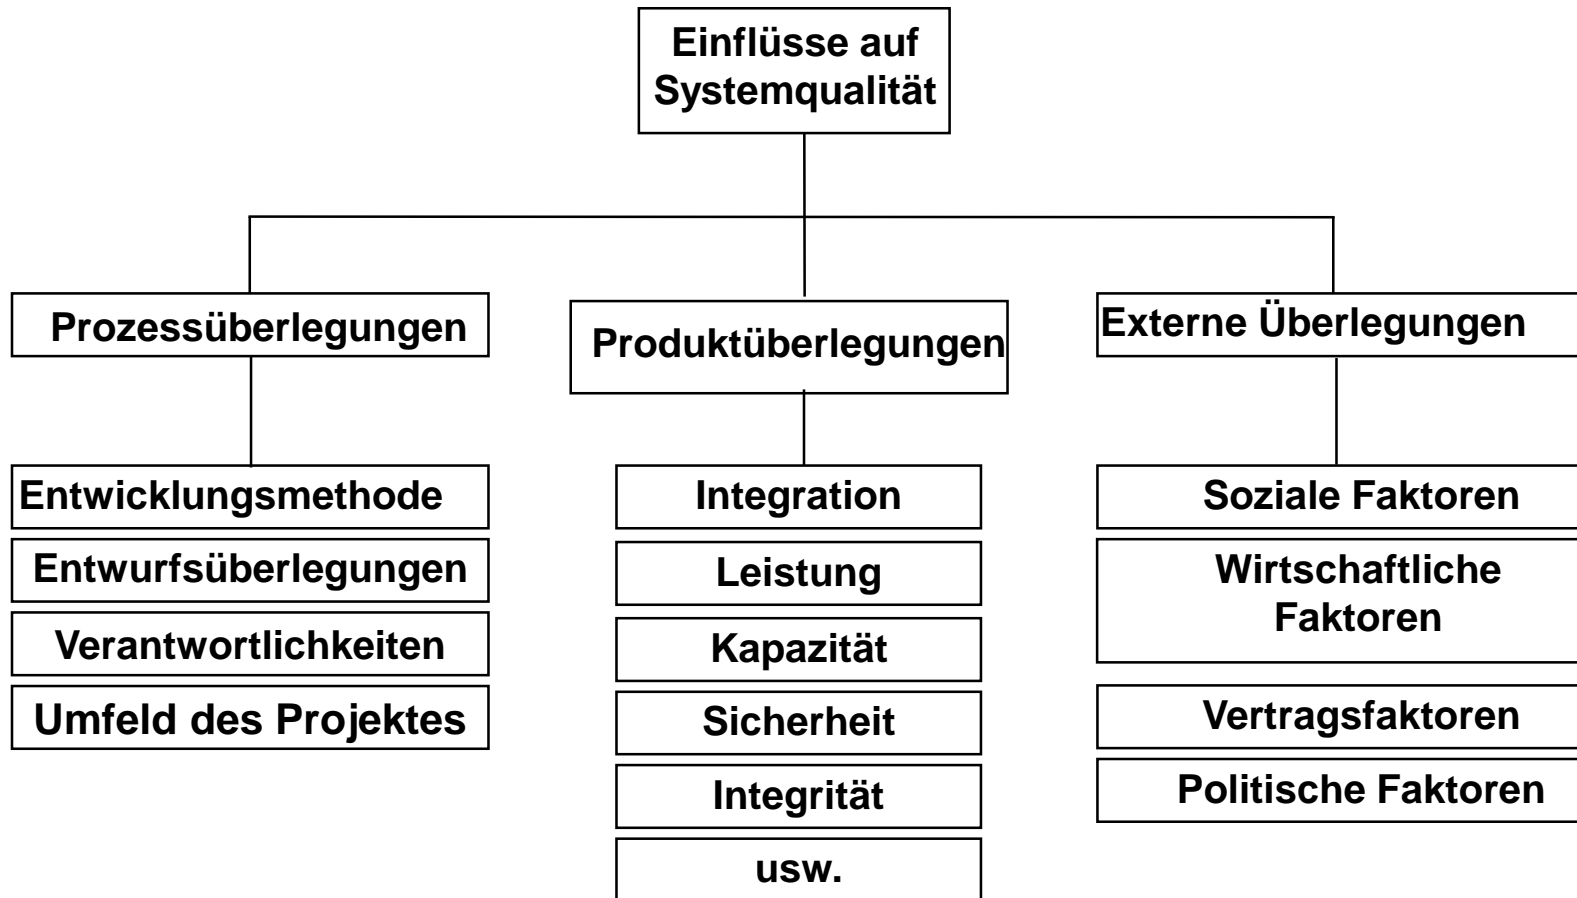 Einflüsse auf
Systemqualität
Prozessüberlegungen
Produktüberlegungen
Externe Überlegungen
Entwicklungsmethode
Entwurfsüberlegungen
Verantwortlichkeiten
Umfeld des Projektes
Integration
Leistung
Kapazität
Sicherheit
Integrität
usw.
Soziale Faktoren
Wirtschaftliche
Faktoren
Vertragsfaktoren
Politische Faktoren